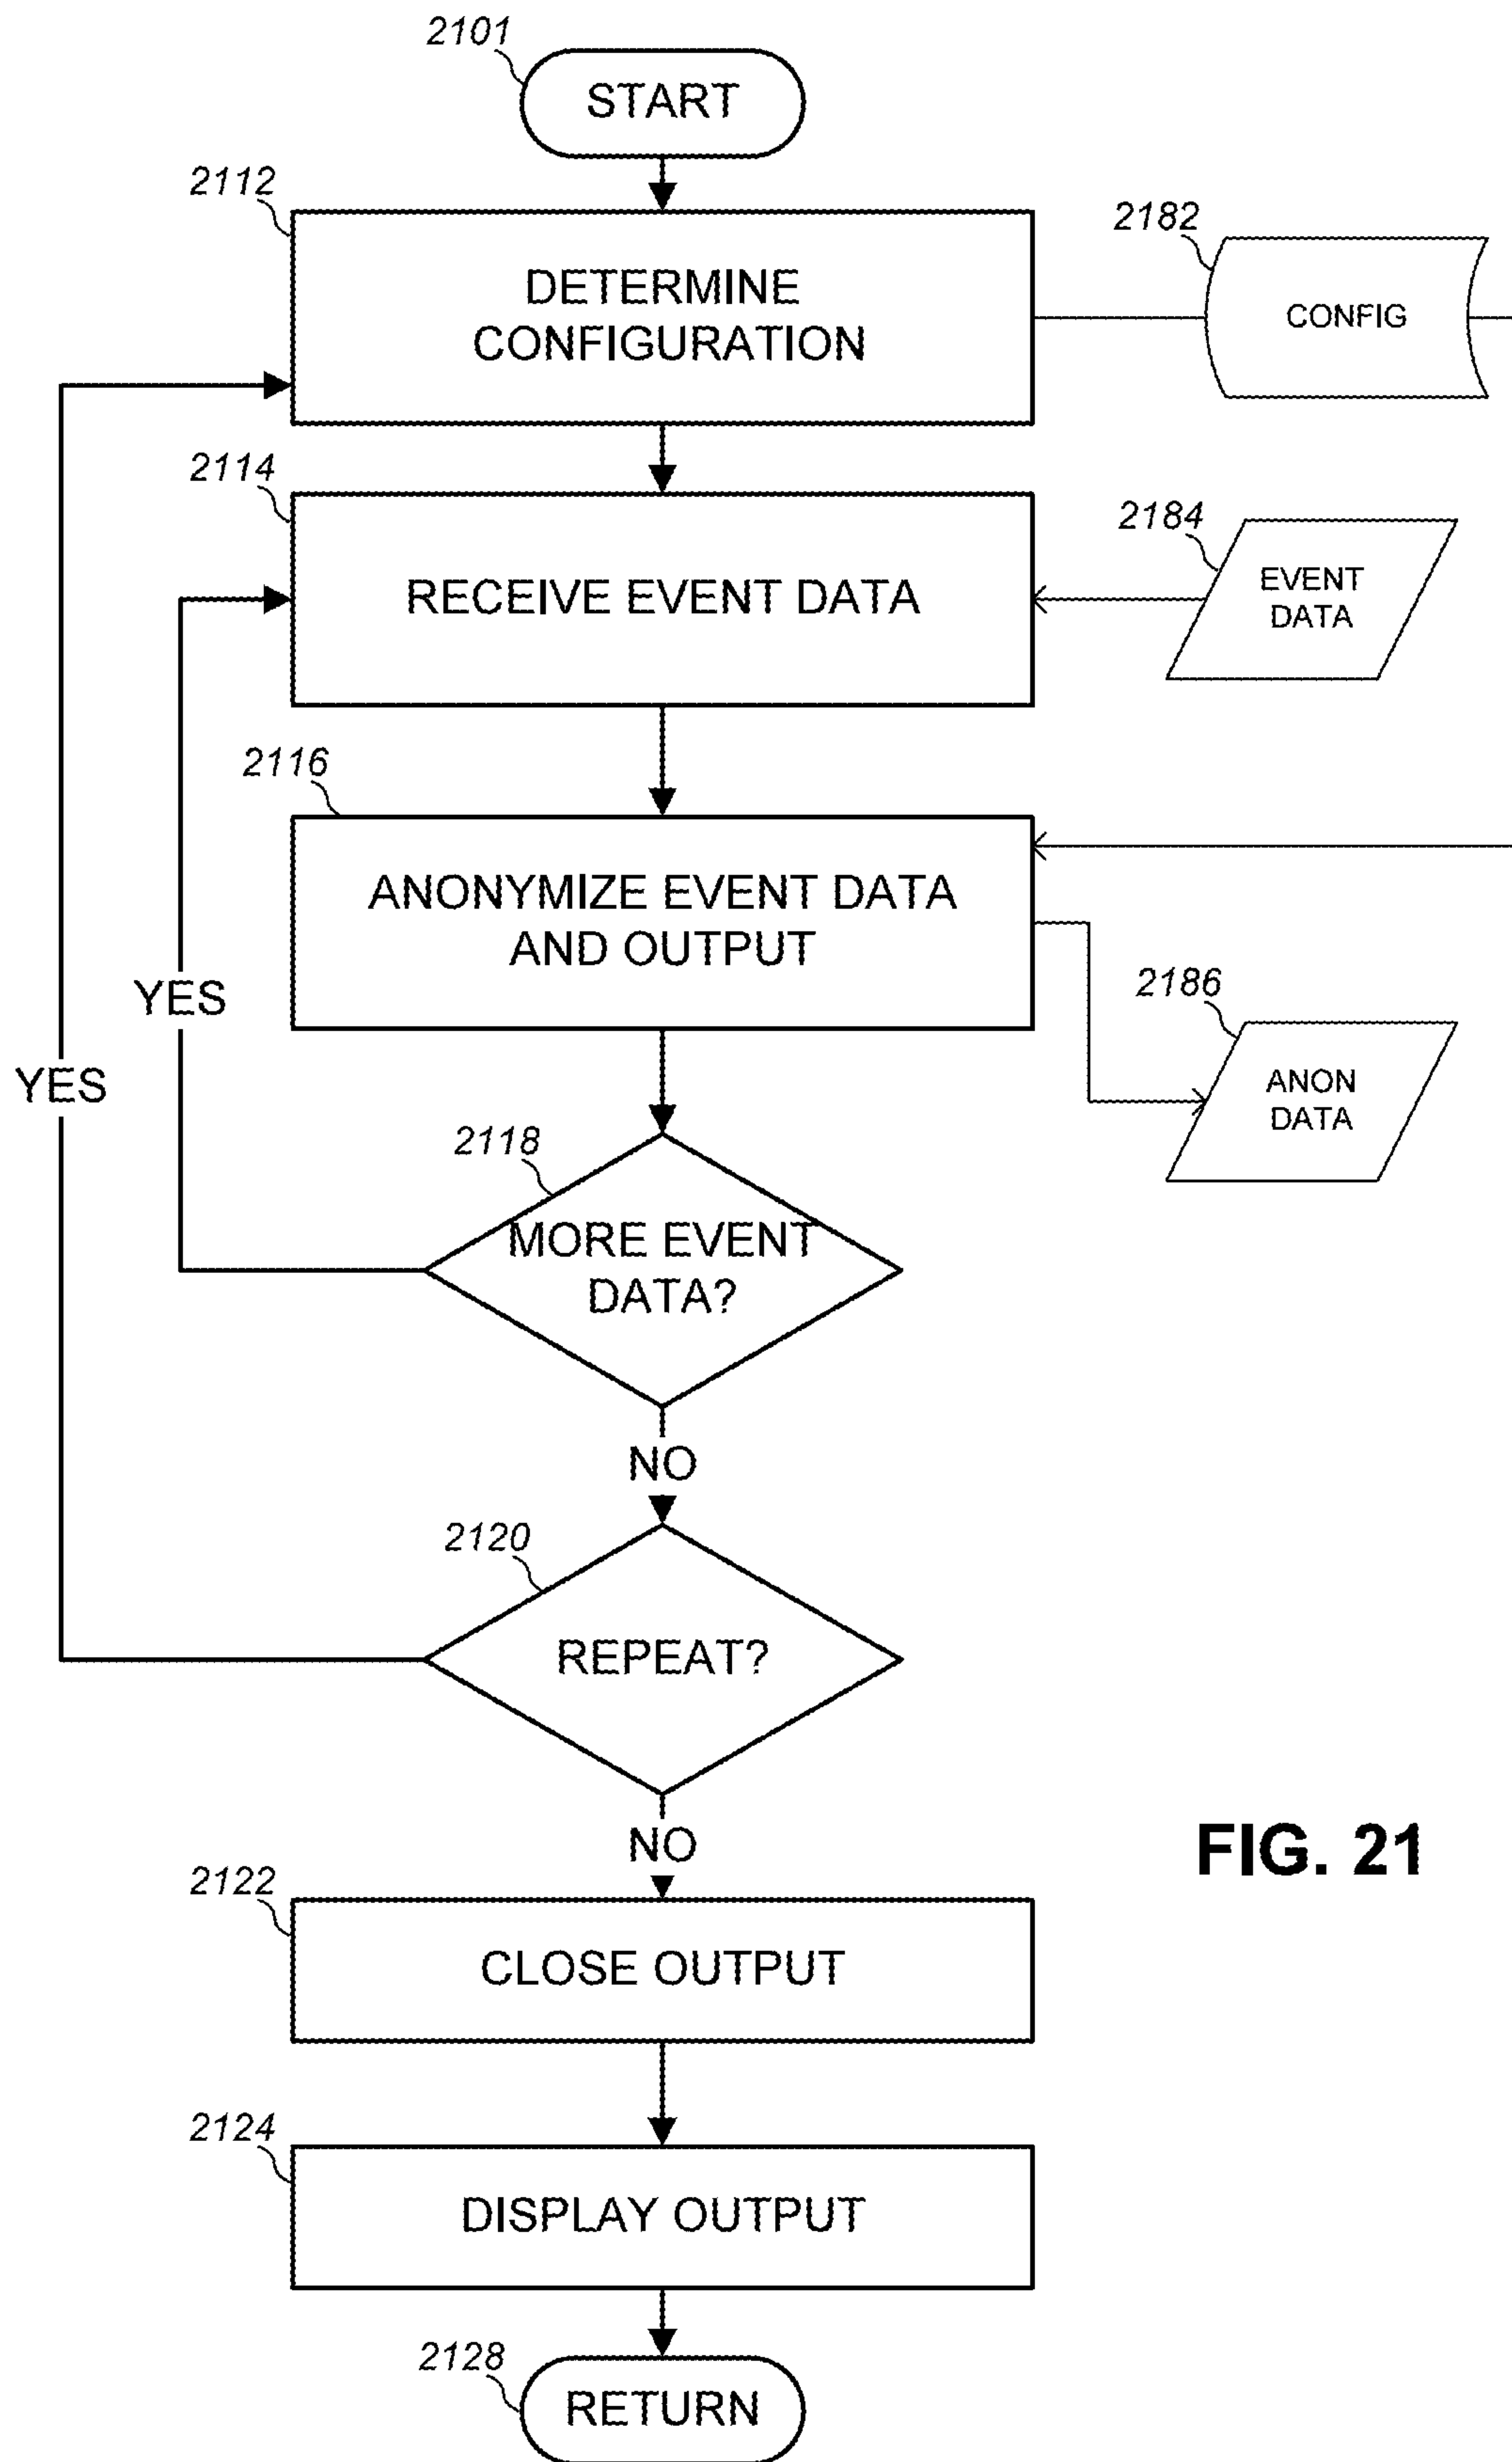 2101
START
2112
DETERMINE
CONFIGURATION
2182
CONFIG
2114
RECEIVE EVENT DATA
2184
EVENT
DATA
2116
ANONYMIZE EVENT DATA
AND OUTPUT
YES
2186
ANON
DATA
YES
2118
MORE EVENT
DATA?
NO
2120
REPEAT?
NO
FIG. 21
2122
CLOSE OUTPUT
2124
DISPLAY OUTPUT
2128
RETURN